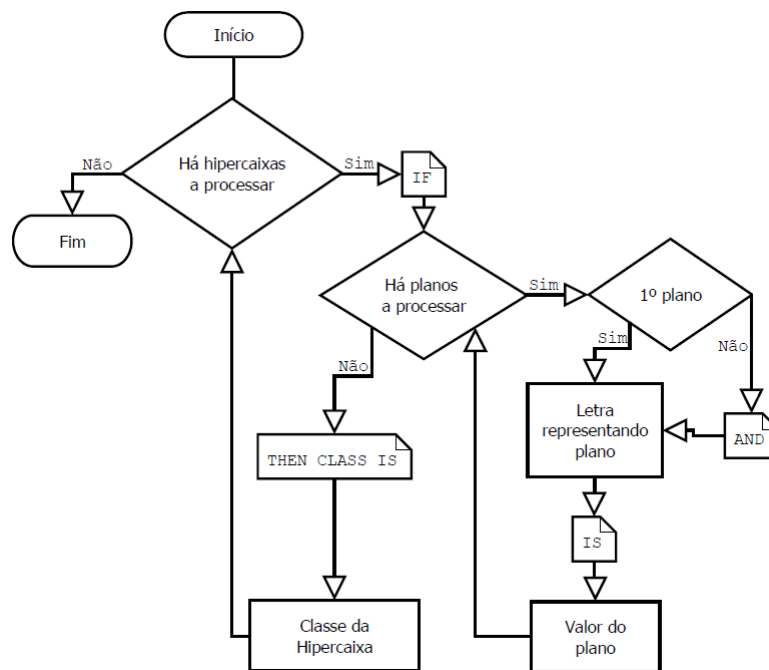 Início
Há hipercaixas
a processar
Não
Sim
IF
Fim
Há planos
a processar
Sim
1º plano
Sim
Não
Não
Letra
representando
plano
AND
THEN CLASS IS
IS
Classe da
Hipercaixa
Valor do
plano